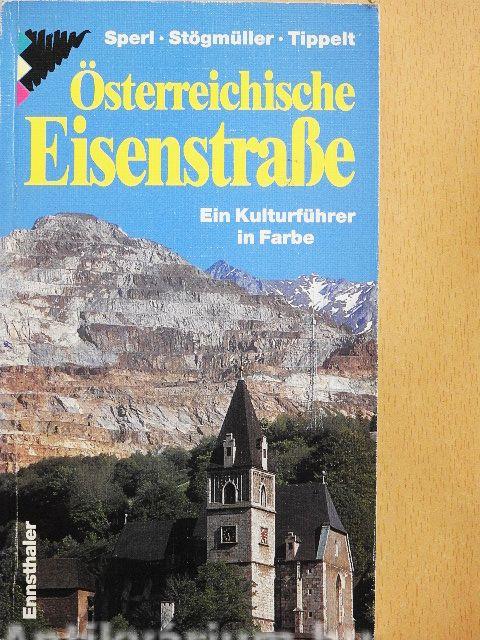 Sperl · Stögmüller · Tippelt
Österreichische
Eisenstraße
Ein Kulturführer
in Farbe
Ennsthaler